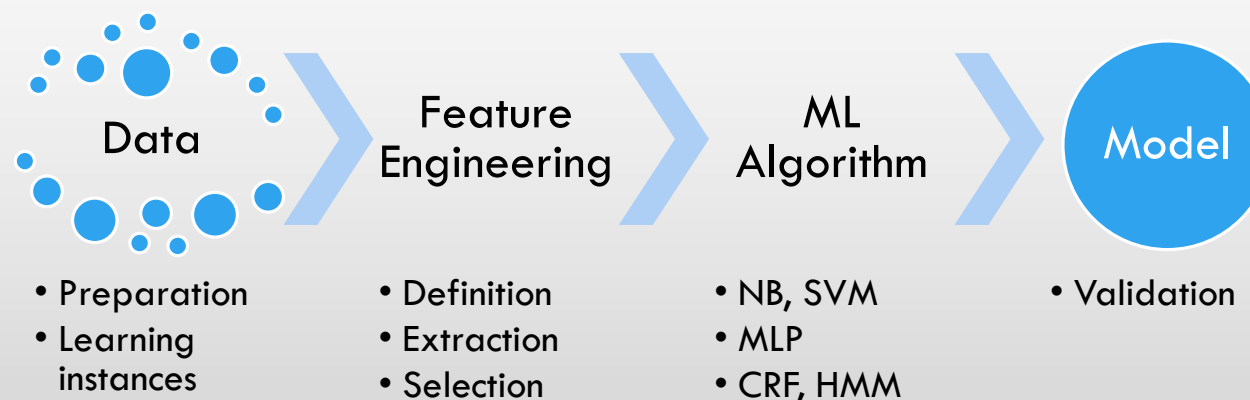 Data
Feature
Engineering
ML
Algorithm
Model
• Preparation
• Learning
instances
• Definition
• Extraction
• Selection
• NB, SVM
• MLP
• CRF, HMM
• Validation